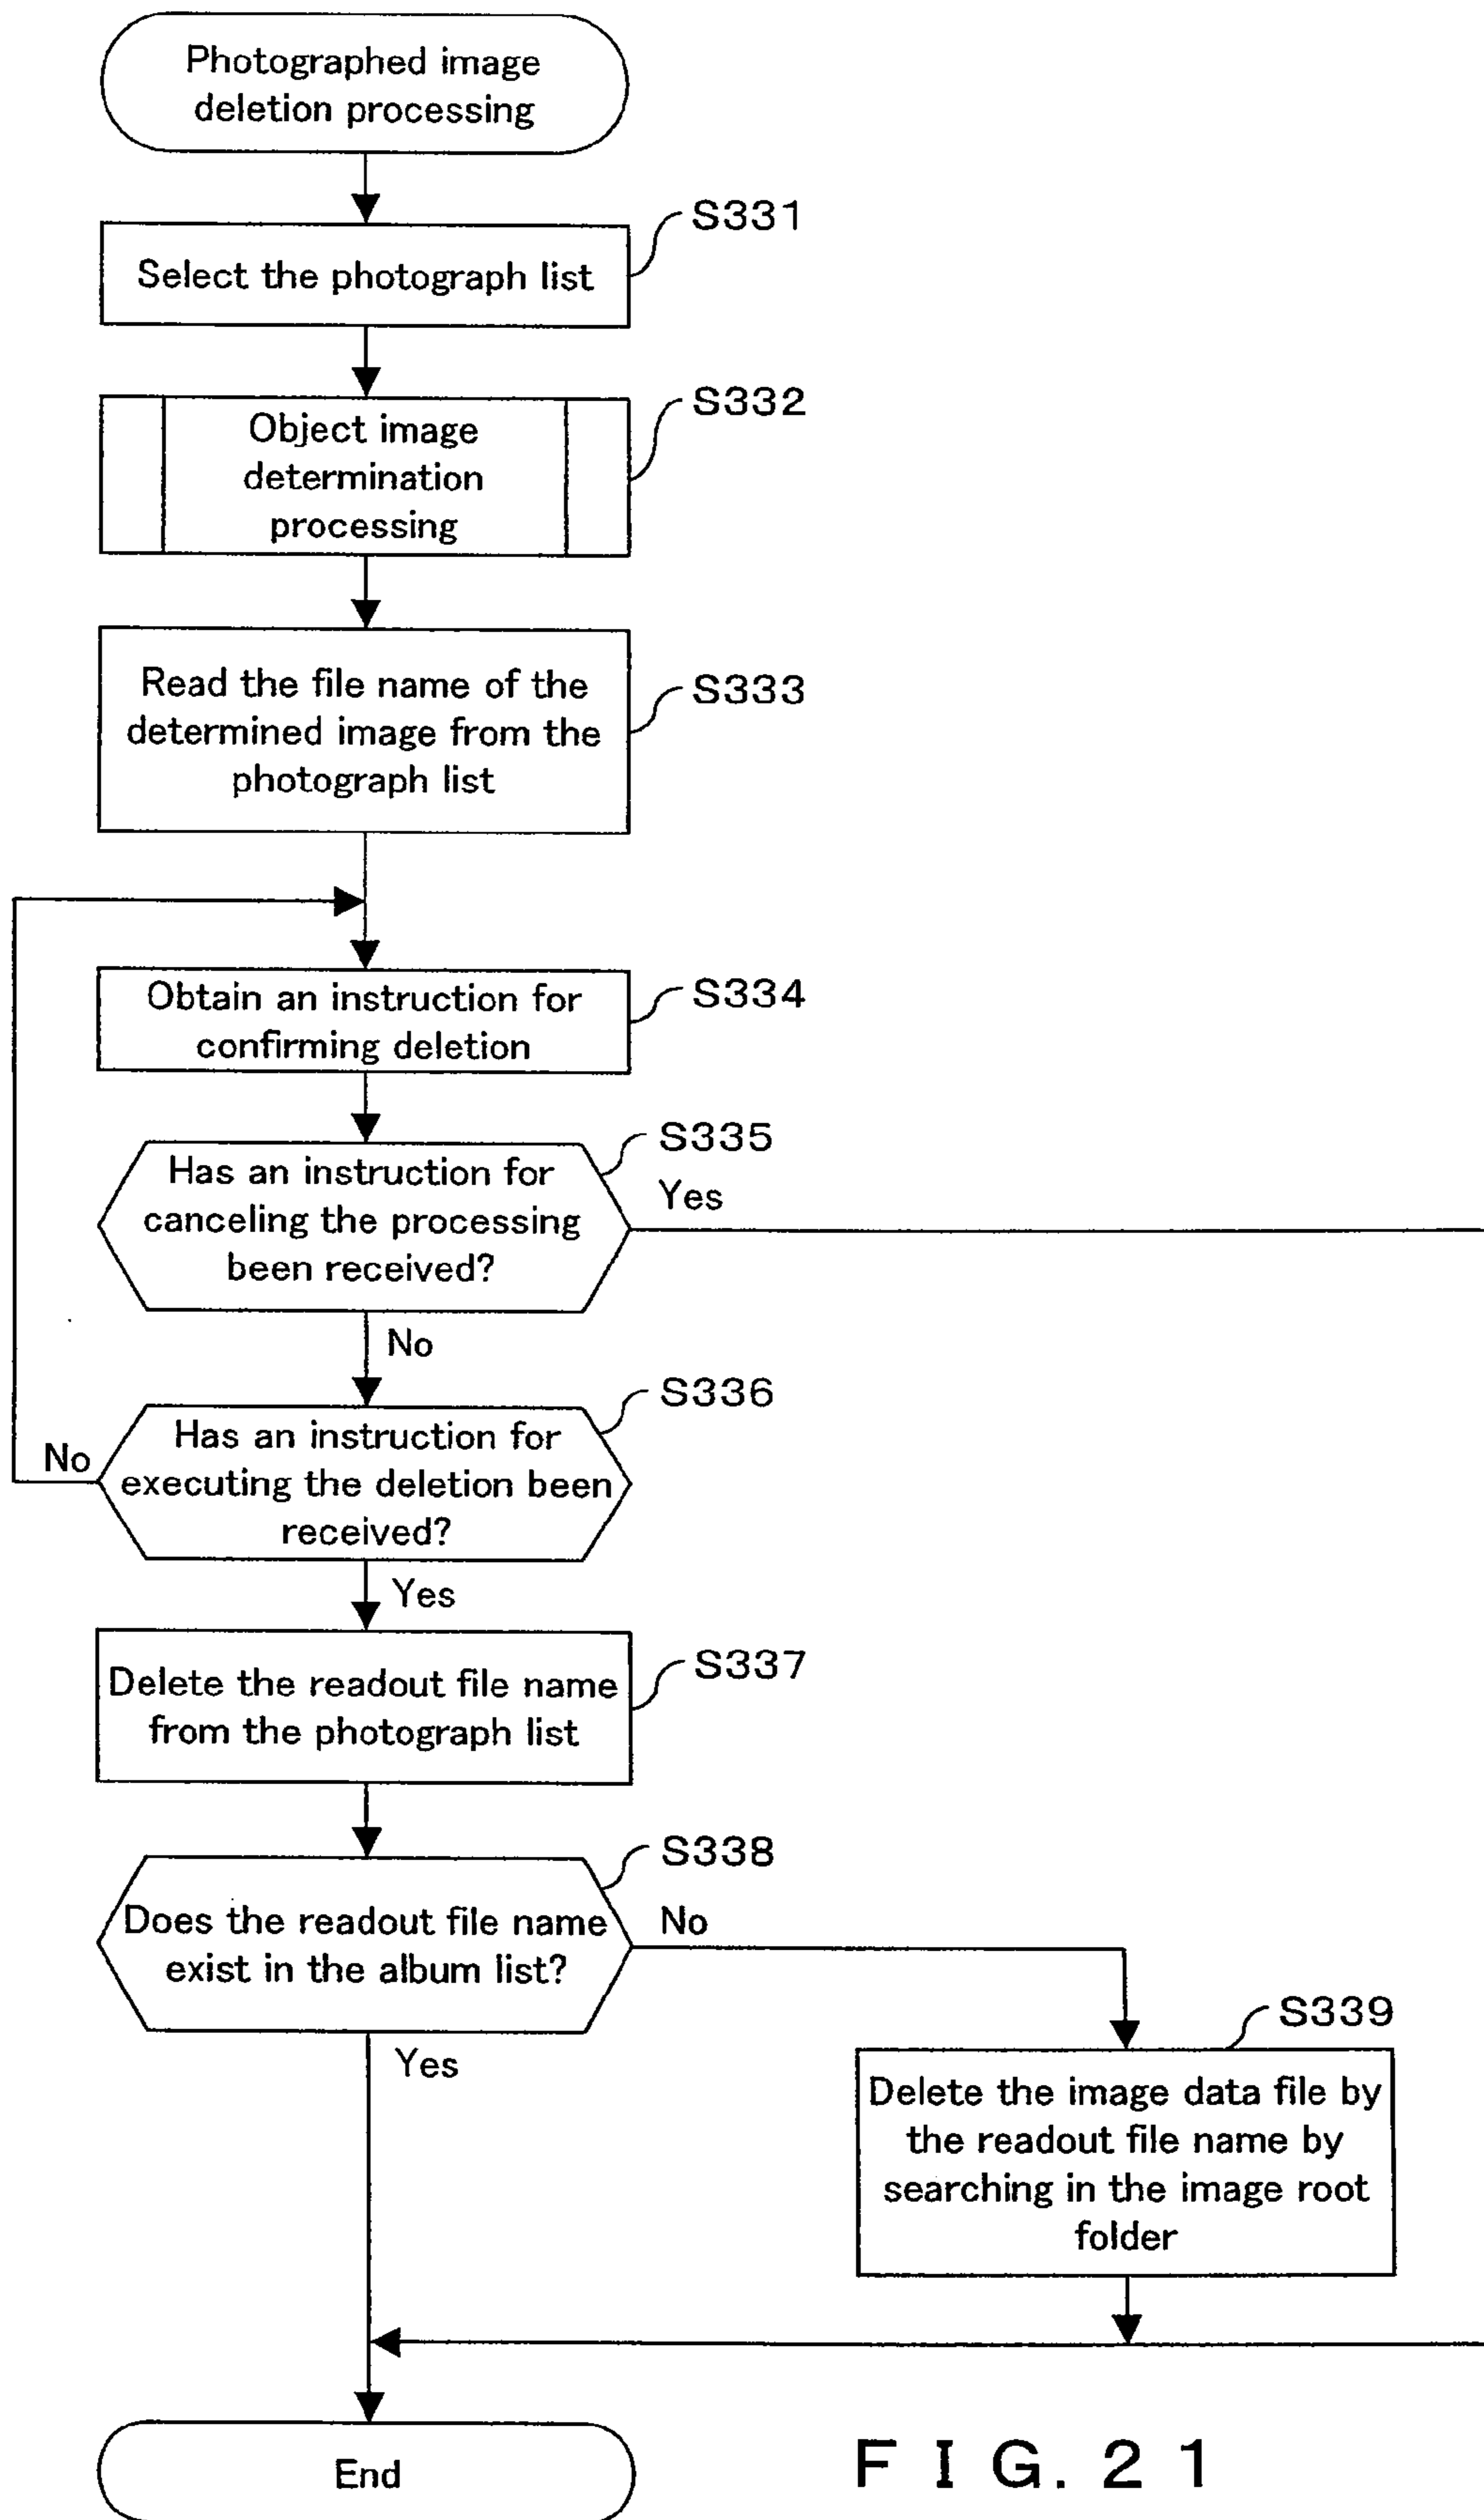 Photographed image
deletion processing
S331
Select the photograph list
S332
Object image
determination
processing
S333
Read the file name of the
determined image from the
photograph list
S334
Obtain an instruction for
confirming deletion
S335
Has an instruction for
canceling the processing
been received?
Yes
No
S336
Has an instruction for
executing the deletion been
received?
No
Yes
S337
Delete the readout file name
from the photograph list
S338
Does the readout file name
exist in the album list?
No
Yes
S339
Delete the image data file by
the readout file name by
searching in the image root
folder
End
FIG. 21